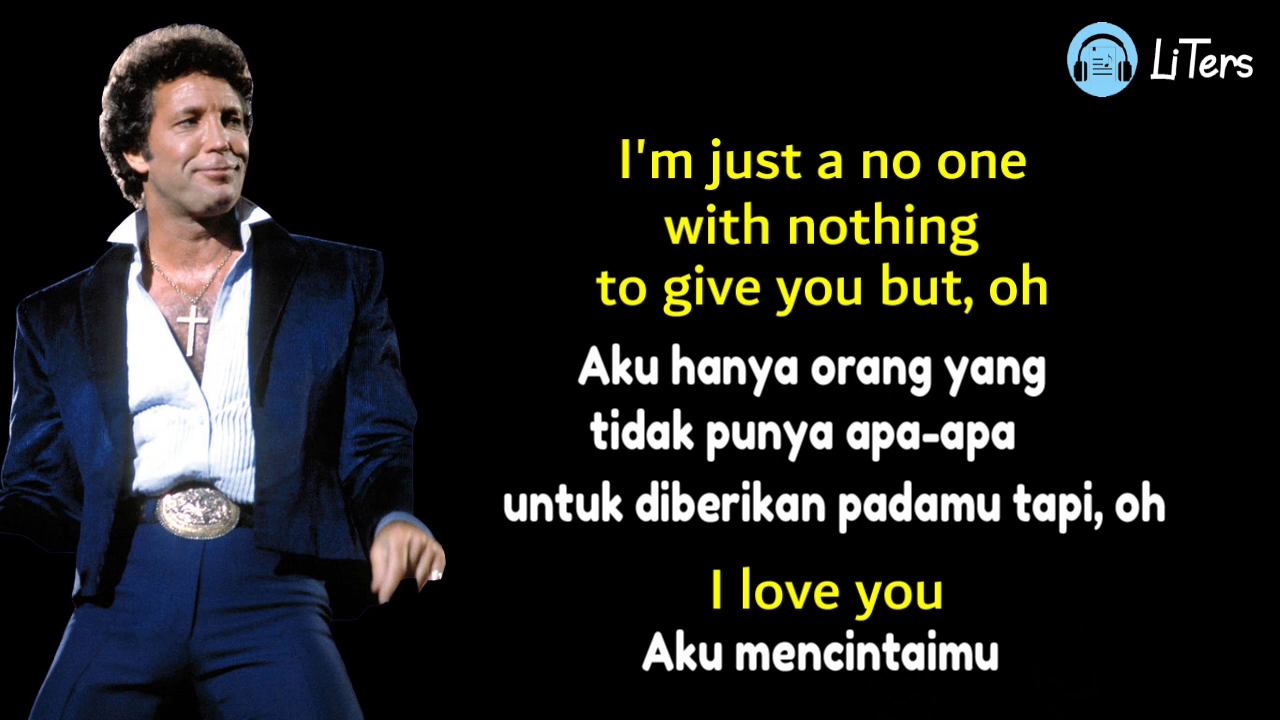 LiTers
I'm just a no one
with nothing
to give you but, oh
Aku hanya orang yang
tidak punya apa-apa
untuk diberikan padamu tapi, oh
I love you
Aku mencintaimu